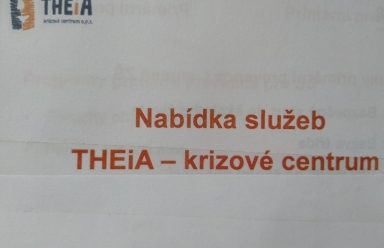 THEiA
krizové centrum o.p.s.
Nabídka služeb
THEiA – krizové centrum